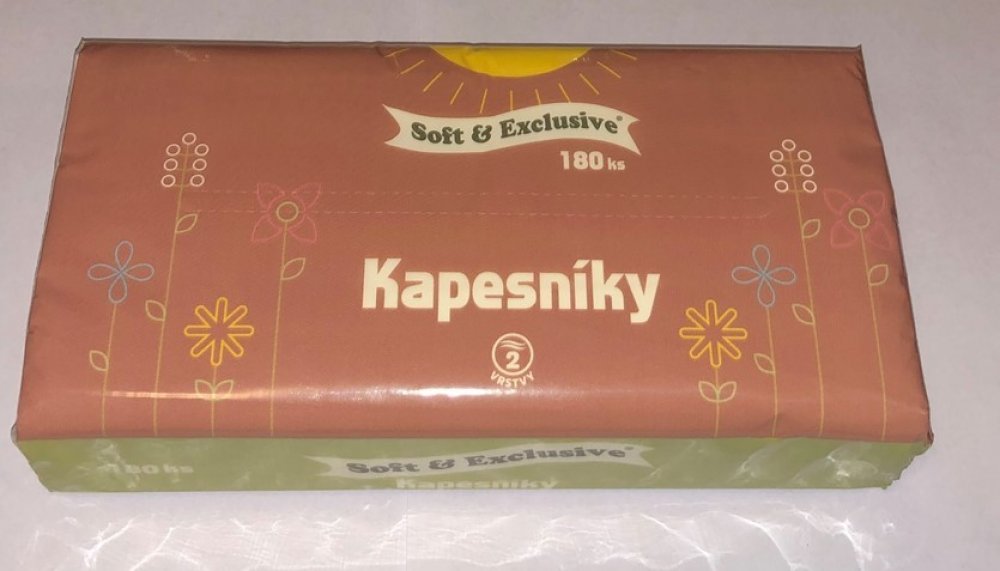 Soft & Exclusive®
180 ks
Kapesníky
2
VRSTVY
180 ks
Soft & Exclusive®
Kapesníky